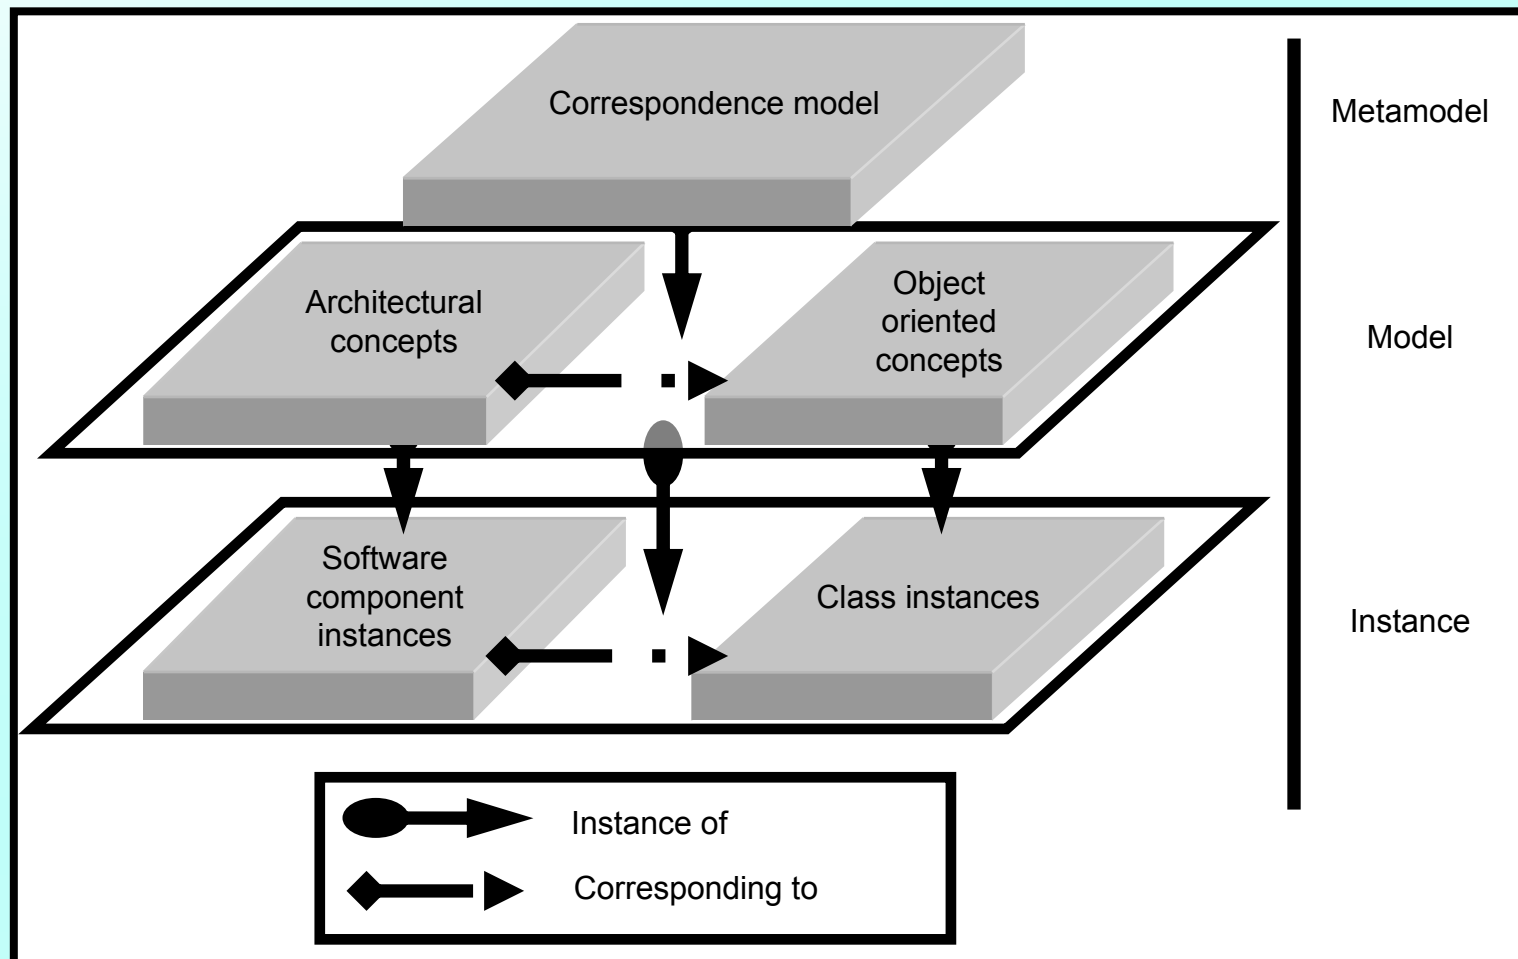 Correspondence model
Metamodel
Architectural
concepts
Object
oriented
concepts
Model
Software
component
instances
Class instances
Instance
Instance of
Corresponding to